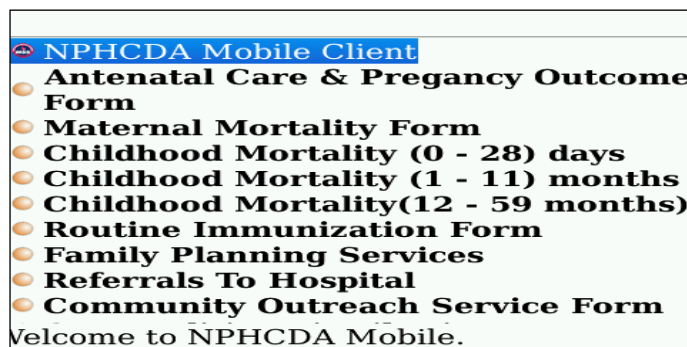 NPHCDA Mobile Client
Antenatal Care & Pregancy Outcome
Form
Maternal Mortality Form
Childhood Mortality (0 - 28) days
Childhood Mortality (1 - 11) months
Childhood Mortality(12 - 59 months)
Routine Immunization Form
Family Planning Services
Referrals To Hospital
Community Outreach Service Form
Welcome to NPHCDA Mobile.